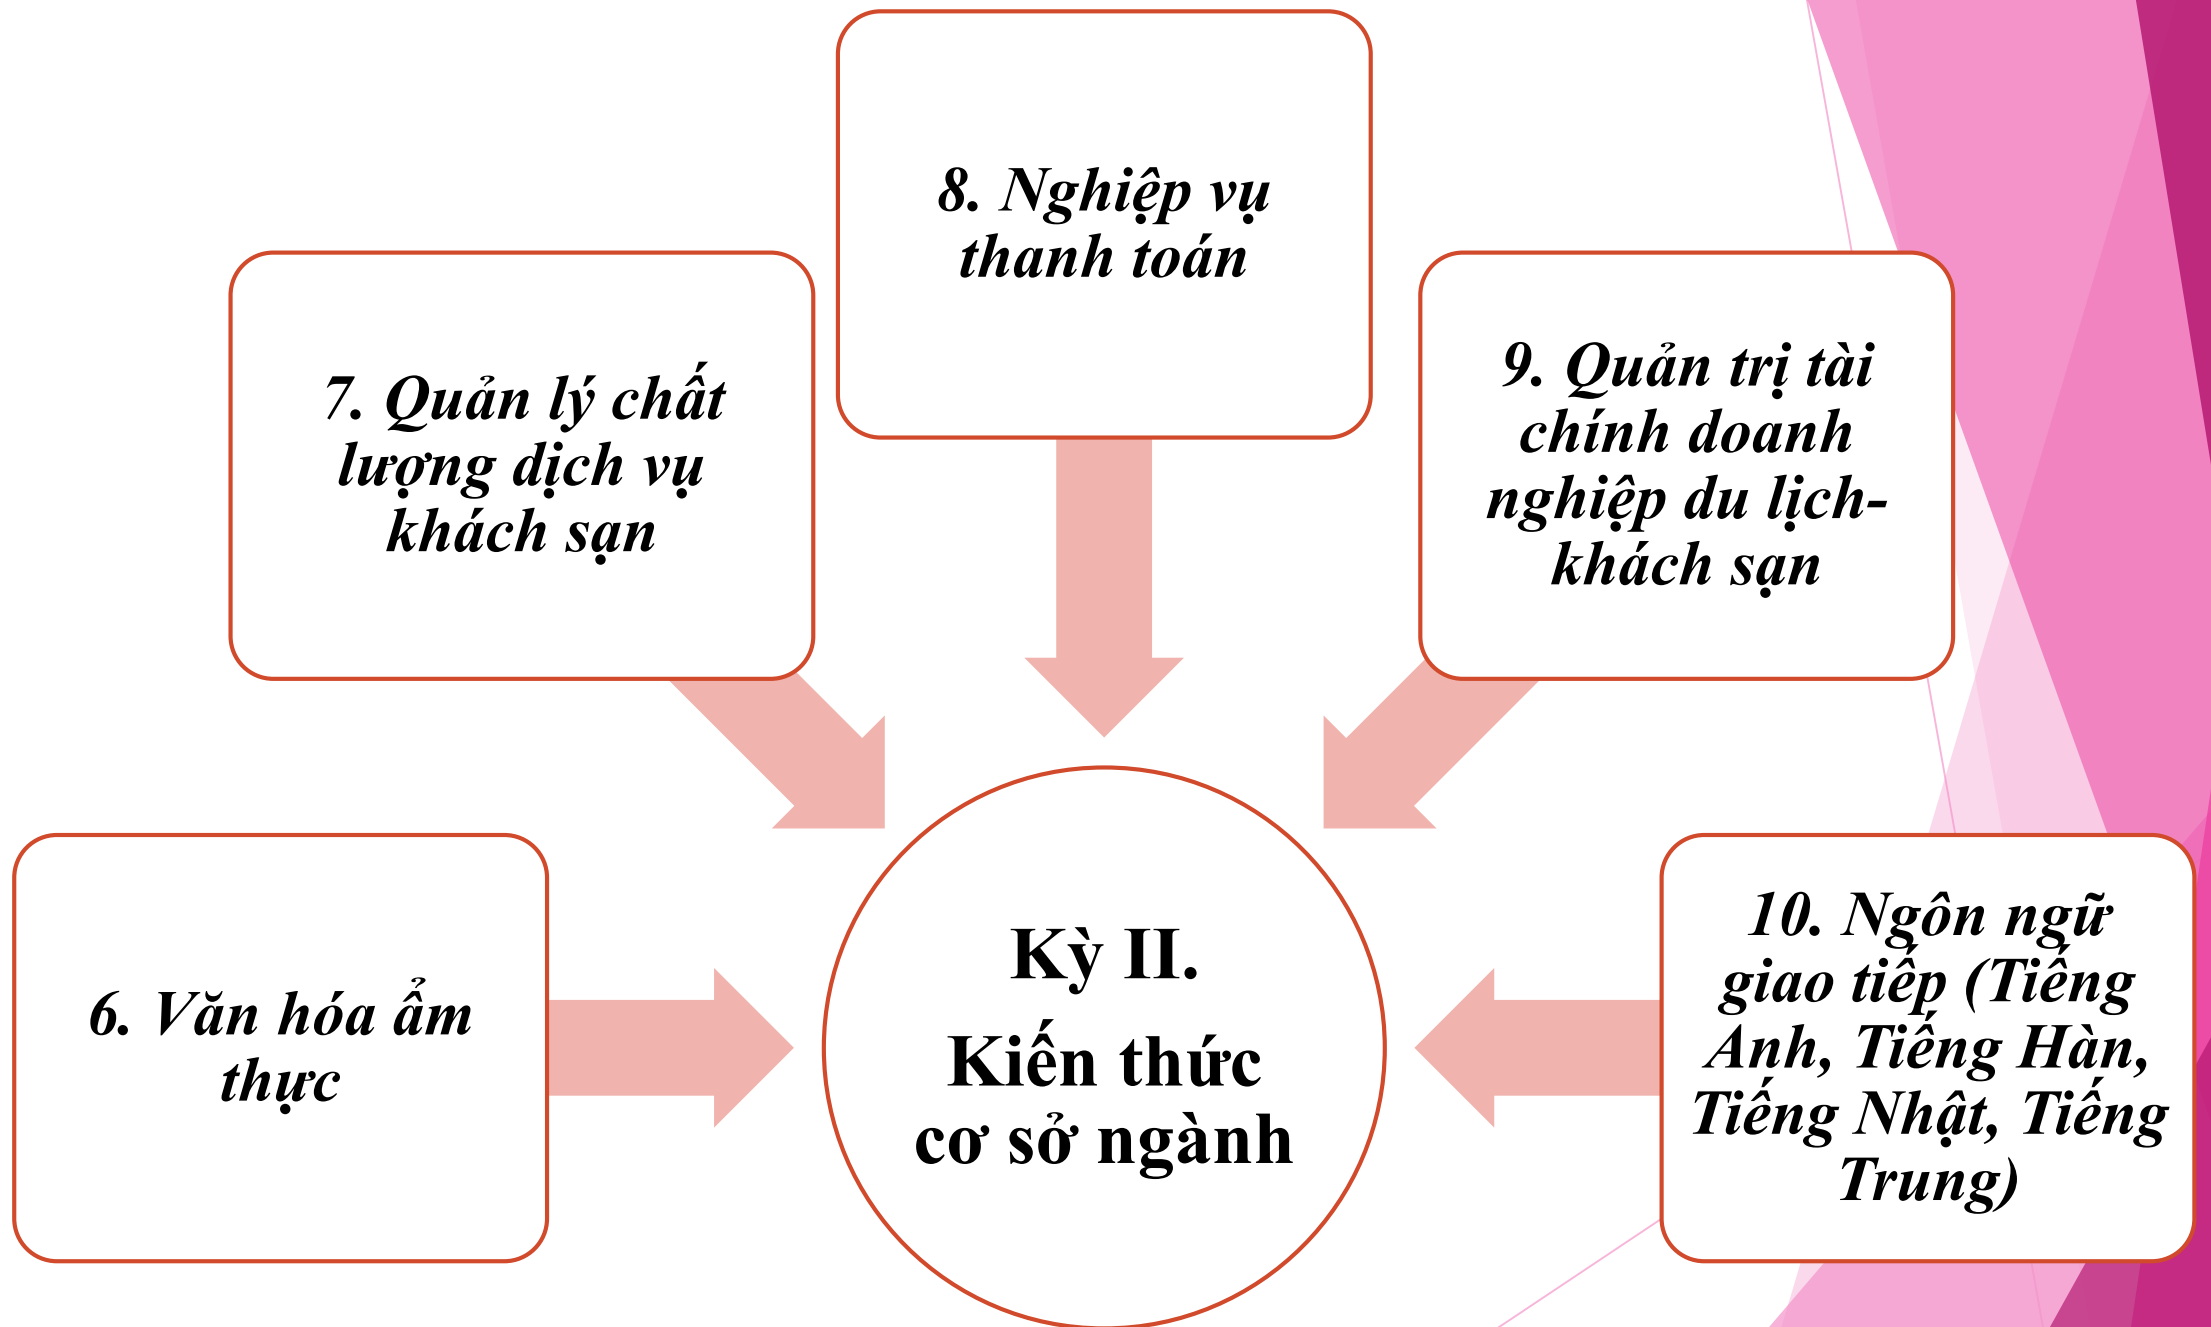 8. Nghiệp vụ
thanh toán
7. Quản lý chất
lượng dịch vụ
khách sạn
9. Quản trị tài
chính doanh
nghiệp du lịch-
khách sạn
6. Văn hóa ẩm
thực
Kỳ II.
Kiến thức
cơ sở ngành
10. Ngôn ngữ
giao tiếp (Tiếng
Anh, Tiếng Hàn,
Tiếng Nhật, Tiếng
Trung)